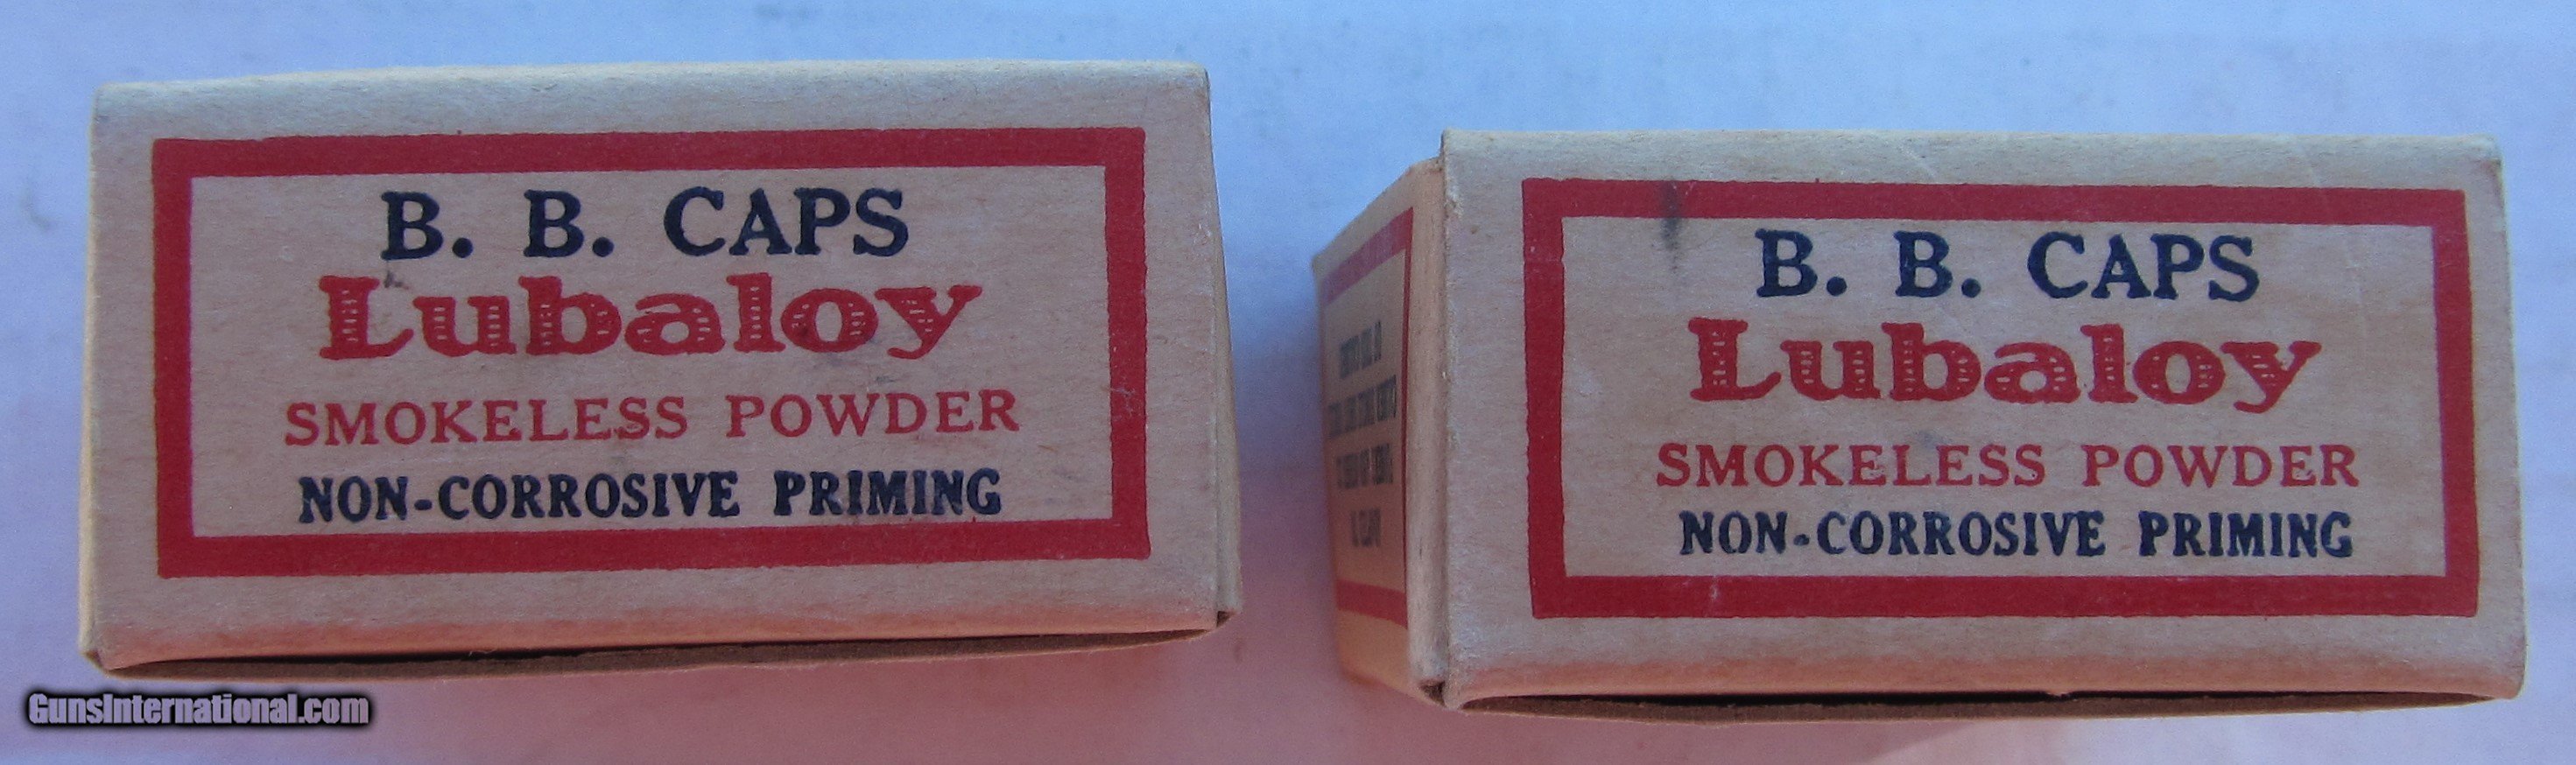 B. B. CAPS
Lubaloy
SMOKELESS POWDER
NON-CORROSIVE PRIMING
B. B. CAPS
Lubaloy
SMOKELESS POWDER
NON-CORROSIVE PRIMING
GunsInternational.com